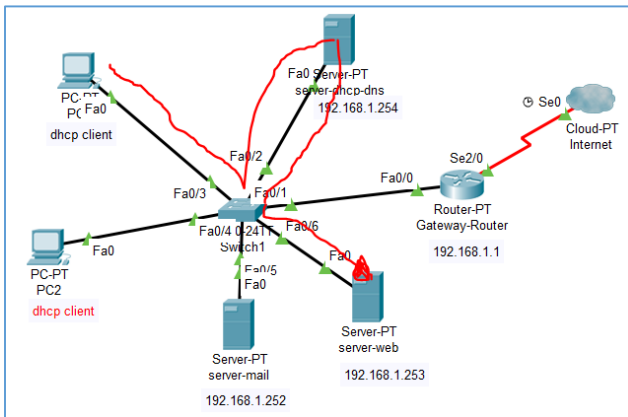 PC-PT
Fa0
dhcp client
Fa0
Server-PT
server-dhcp-dns
192.168.1.254
Se0
Cloud-PT
Internet
Fa0/2
Fa0/3
Fa0/1
Fa0/0
Se2/0
Router-PT
Gateway-Router
192.168.1.1
Fa0/4
Switch1
Fa0/6
Fa0
PC-PT
PC2
dhcp client
Fa0/5
Fa0
Fa0
Server-PT
server-mail
192.168.1.252
Server-PT
server-web
192.168.1.253